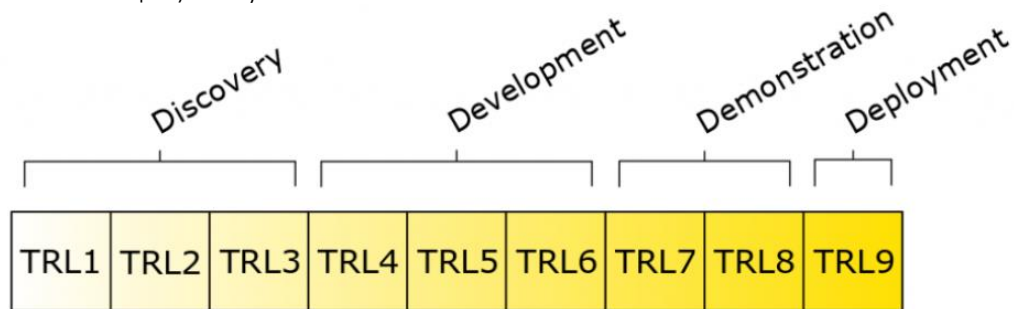 Discovery
Development
Demonstration
Deployment
TRL1 TRL2 TRL3 TRL4 TRL5 TRL6 TRL7 TRL8 TRL9